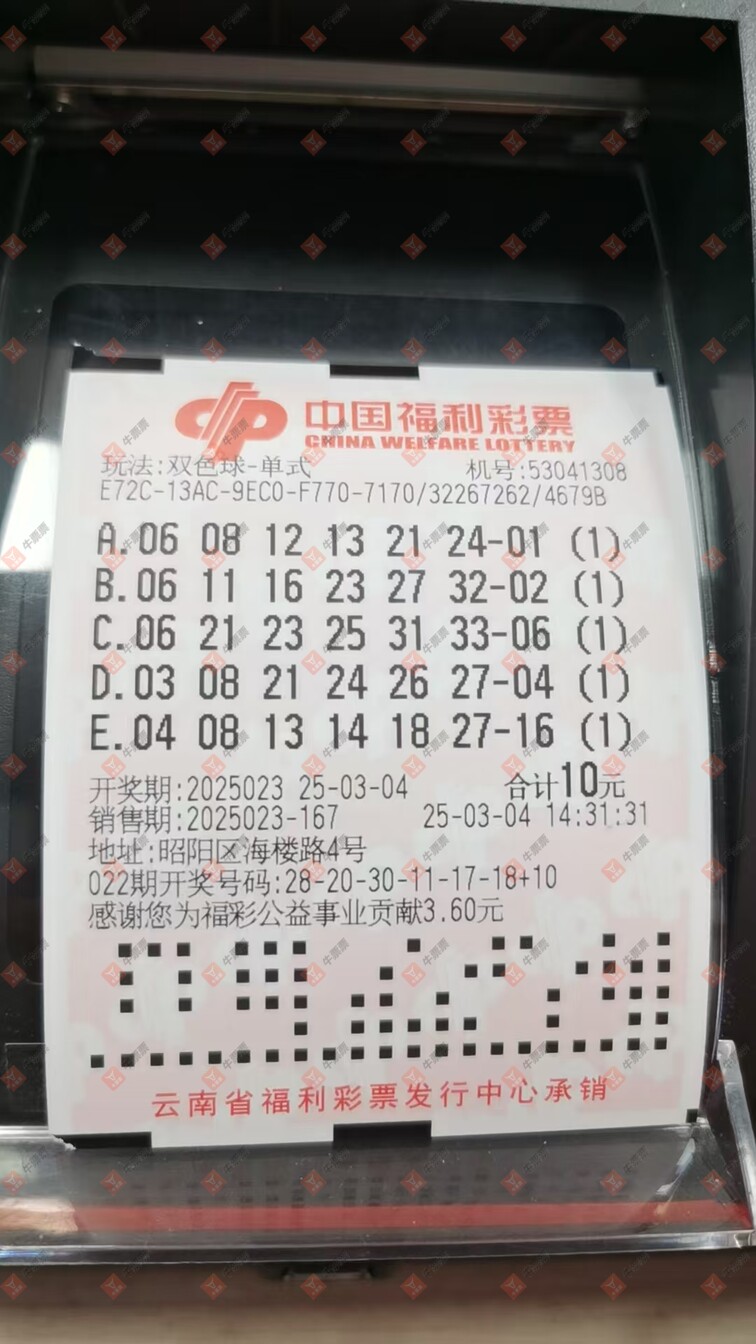 中国福利彩票
CHINA WELFARE LOTTERY
玩法:双色球-单式 机号:53041308
E72C-13AC-9EC0-F770-7170/32267262/4679B
A.06 08 12 13 21 24-01 (1)
B.06 11 16 23 27 32-02 (1)
C.06 21 23 25 31 33-06 (1)
D.03 08 21 24 26 27-04 (1)
E.04 08 13 14 18 27-16 (1)
开奖期:2025023 25-03-04 合计10元
销售期:2025023-167 25-03-04 14:31:31
地址:昭阳区海楼路4号
022期开奖号码:28-20-30-11-17-18+10
感谢您为福彩公益事业贡献3.60元
云南省福利彩票发行中心承销